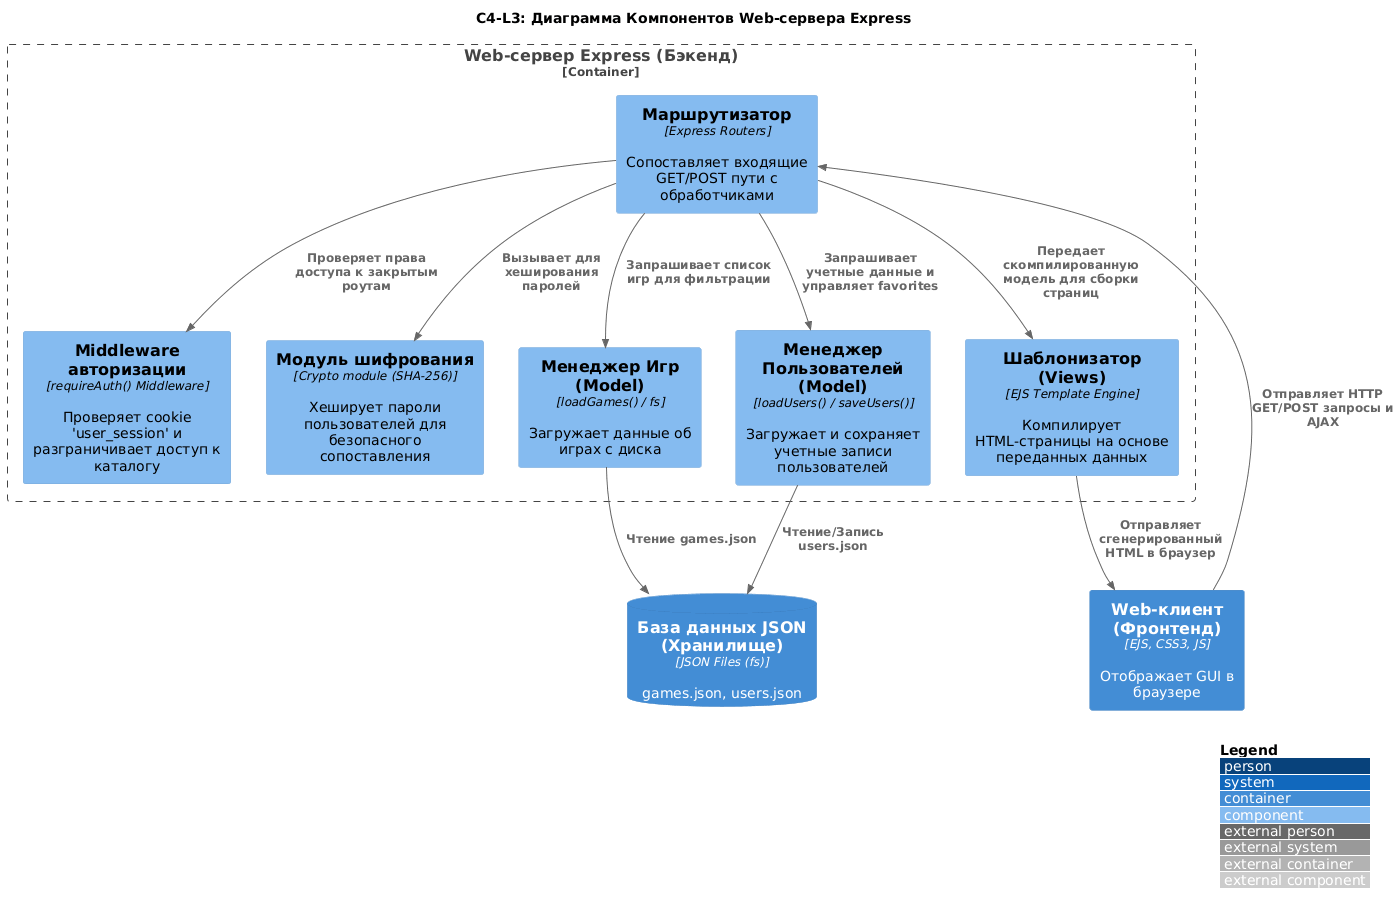 C4-L3: Диаграмма Компонентов Web-сервера Express
Web-сервер Express (Бэкенд)
[Container]
Маршрутизатор
[Express Routers]
Сопоставляет входящие
GET/POST пути с
обработчиками
Проверяет права
доступа к закрытым
роутам
Вызывает для
хеширования
паролей
Запрашивает список
игр для фильтрации
Запрашивает
учетные данные и
управляет favorites
Передает
скомпилированную
модель для сборки
страниц
Middleware
авторизации
[requireAuth() Middleware]
Проверяет cookie
'user_session' и
разграничивает доступ к
каталогу
Модуль шифрования
[Crypto module (SHA-256)]
Хеширует пароли
пользователей для
безопасного
сопоставления
Менеджер Игр
(Model)
[loadGames() / fs]
Загружает данные об
играх с диска
Менеджер
Пользователей
(Model)
[loadUsers() / saveUsers()]
Загружает и сохраняет
учетные записи
пользователей
Шаблонизатор
(Views)
[EJS Template Engine]
Компилирует
HTML-страницы на основе
переданных данных
Отправляет HTTP
GET/POST запросы и
AJAX
Чтение games.json
Чтение/Запись
users.json
Отправляет
сгенерированный
HTML в браузер
База данных JSON
(Хранилище)
[JSON Files (fs)]
games.json, users.json
Web-клиент
(Фронтенд)
[EJS, CSS3, JS]
Отображает GUI в
браузере
Legend
person
system
container
component
external person
external system
external container
external component